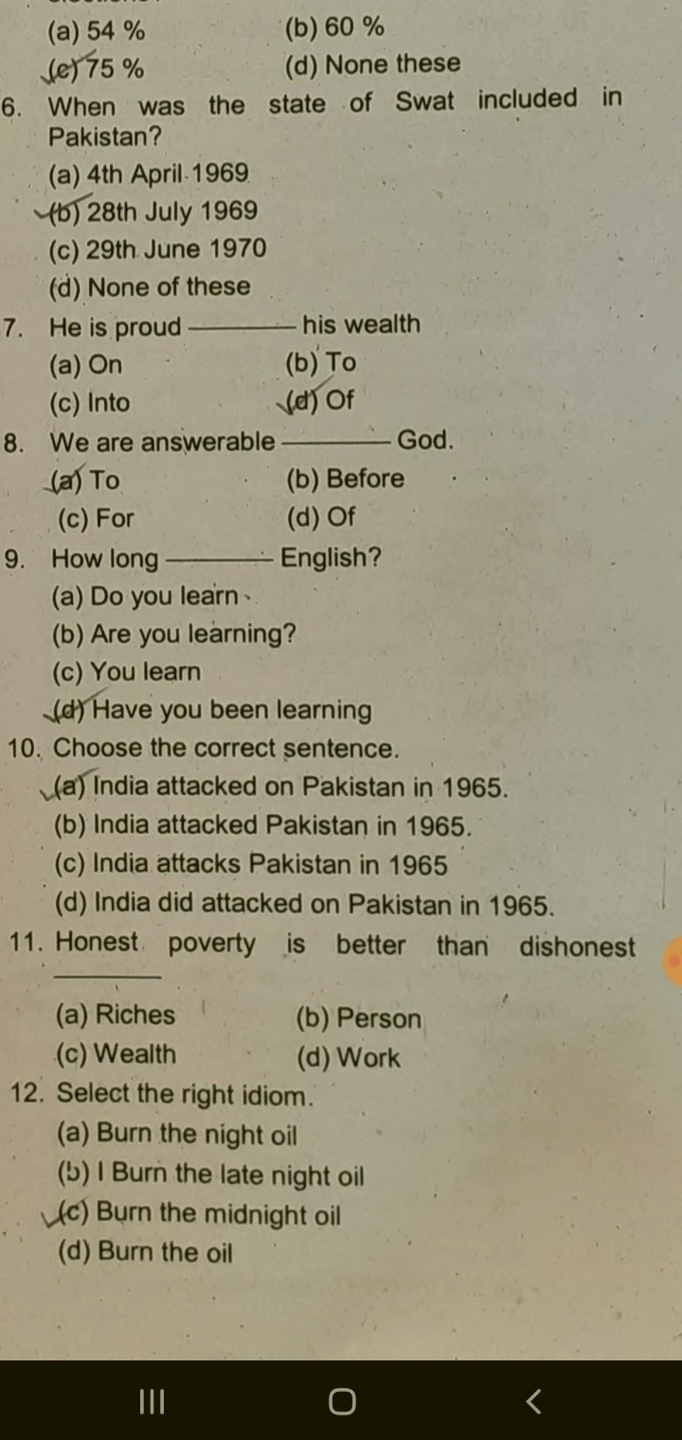 (a) 54 % (b) 60 %
(c) 75 % (d) None these
6. When was the state of Swat included in
Pakistan?
(a) 4th April 1969
(b) 28th July 1969
(c) 29th June 1970
(d) None of these
7. He is proud ———— his wealth
(a) On (b) To
(c) Into (d) Of
8. We are answerable ———— God.
(a) To (b) Before
(c) For (d) Of
9. How long ———— English?
(a) Do you learn
(b) Are you learning?
(c) You learn
(d) Have you been learning
10. Choose the correct sentence.
(a) India attacked on Pakistan in 1965.
(b) India attacked Pakistan in 1965.
(c) India attacks Pakistan in 1965
(d) India did attacked on Pakistan in 1965.
11. Honest poverty is better than dishonest
————
(a) Riches (b) Person
(c) Wealth (d) Work
12. Select the right idiom.
(a) Burn the night oil
(b) I Burn the late night oil
(c) Burn the midnight oil
(d) Burn the oil